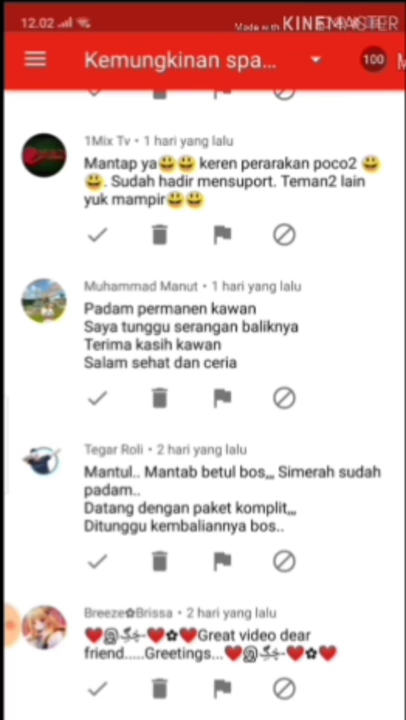 12.02
Made with KINEMASTER
Kemungkinan spa...
100
1Mix Tv • 1 hari yang lalu
Mantap ya😃😃 keren perarakan poco2 😃
😃. Sudah hadir mensuport. Teman2 lain
yuk mampir😃😃
Muhammad Manut • 1 hari yang lalu
Padam permanen kawan
Saya tunggu serangan baliknya
Terima kasih kawan
Salam sehat dan ceria
Tegar Roli • 2 hari yang lalu
Mantul.. Mantab betul bos,,, Simerah sudah
padam..
Datang dengan paket komplit,,,
Ditunggu kembaliannya bos..
Breeze✿Brissa • 2 hari yang lalu
❤️ ❤️✿❤️Great video dear
friend.....Greetings...❤️ ❤️✿❤️